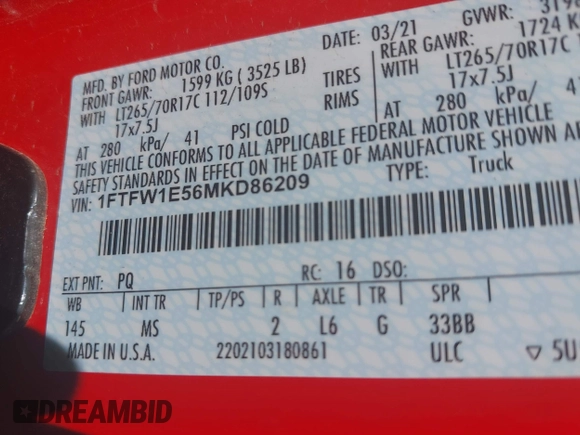 MFD. BY FORD MOTOR CO.
DATE: 03/21
GVWR:
FRONT GAWR: 1599 KG ( 3525 LB)
REAR GAWR: 1724 K
WITH LT265/70R17C 112/109S TIRES
WITH LT265/70R17C
17x7.5J RIMS
17x7.5J
AT 280 kPa/ 41 PSI COLD
AT 280 kPa/ 41
THIS VEHICLE CONFORMS TO ALL APPLICABLE FEDERAL MOTOR VEHICLE
SAFETY STANDARDS IN EFFECT ON THE DATE OF MANUFACTURE SHOWN
VIN: 1FTFW1E56MKD86209
TYPE: Truck
EXT PNT: PQ RC: 16 DSO:
WB INT TR TP/PS R AXLE TR SPR
145 MS 2 L6 G 33BB
MADE IN U.S.A. 2202103180861 ULC ▽ 5U
DREAMBID